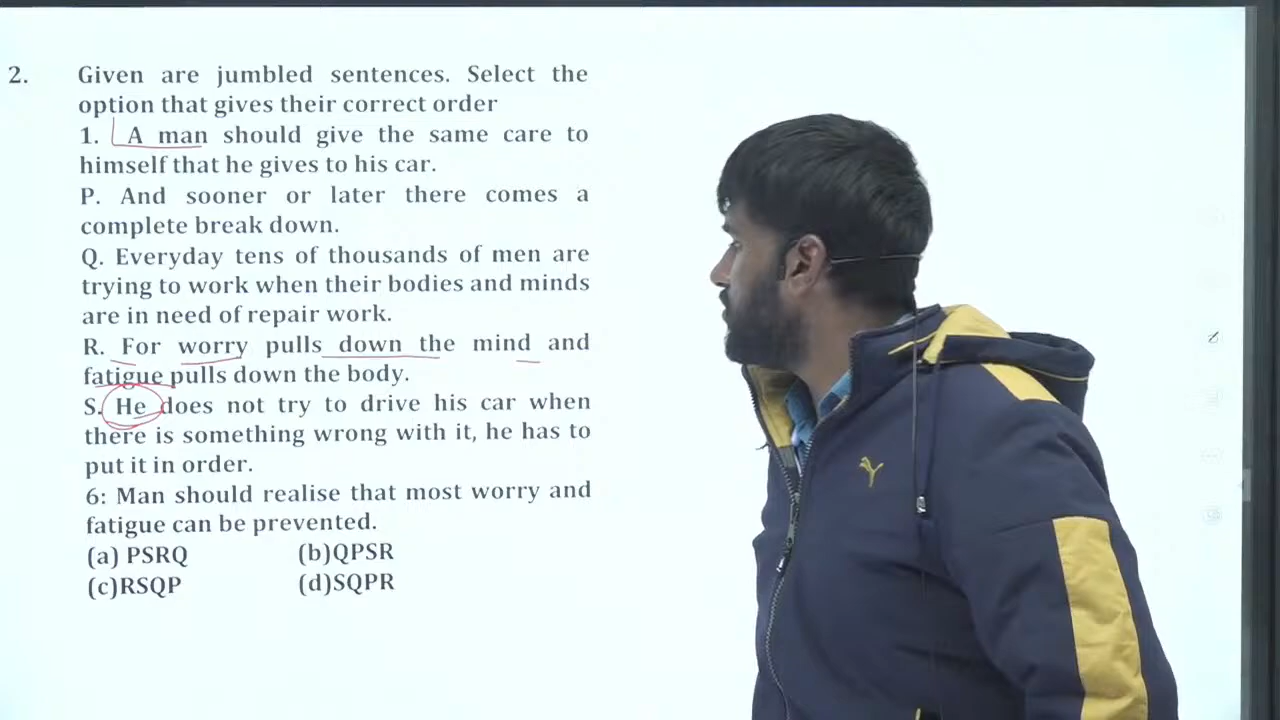 2. Given are jumbled sentences. Select the
option that gives their correct order
1. A man should give the same care to
himself that he gives to his car.
P. And sooner or later there comes a
complete break down.
Q. Everyday tens of thousands of men are
trying to work when their bodies and minds
are in need of repair work.
R. For worry pulls down the mind and
fatigue pulls down the body.
S. He does not try to drive his car when
there is something wrong with it, he has to
put it in order.
6: Man should realise that most worry and
fatigue can be prevented.
(a) PSRQ (b)QPSR
(c)RSQP (d)SQPR